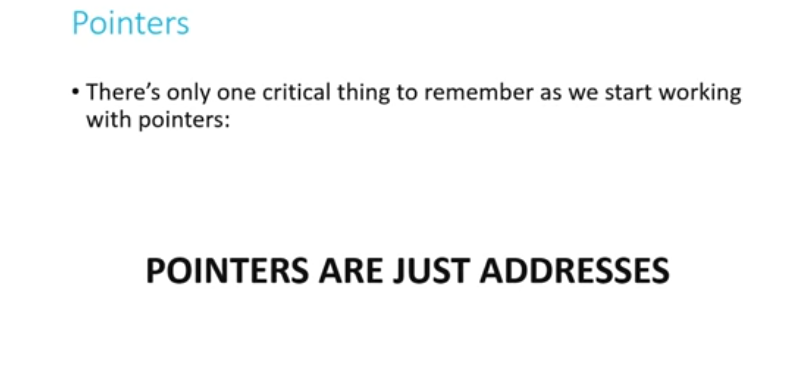 Pointers
• There’s only one critical thing to remember as we start working
with pointers:
POINTERS ARE JUST ADDRESSES